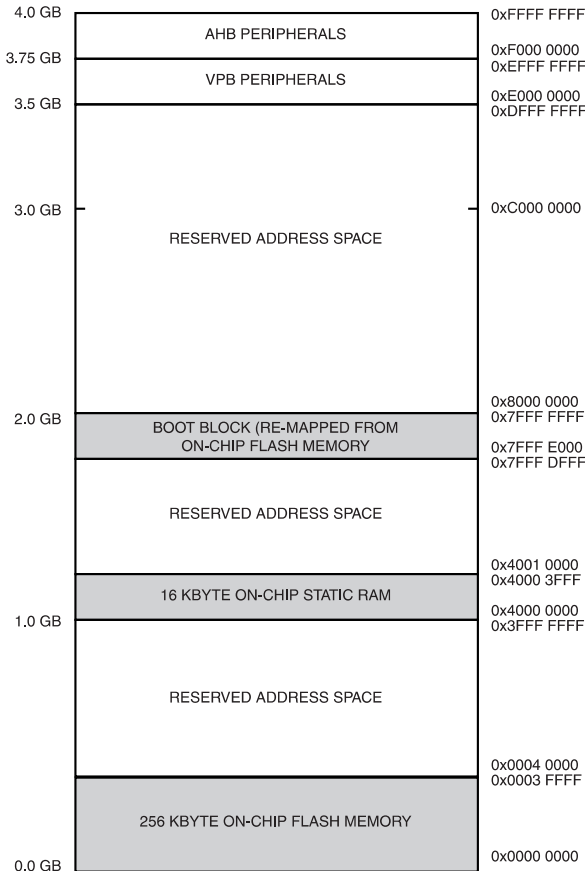 4.0 GB
0xFFFF FFFF
AHB PERIPHERALS
0xF000 0000
3.75 GB
0xEFFF FFFF
VPB PERIPHERALS
0xE000 0000
3.5 GB
0xDFFF FFFF
3.0 GB
0xC000 0000
RESERVED ADDRESS SPACE
0x8000 0000
2.0 GB
0x7FFF FFFF
BOOT BLOCK (RE-MAPPED FROM
ON-CHIP FLASH MEMORY
0x7FFF E000
0x7FFF DFFF
RESERVED ADDRESS SPACE
0x4001 0000
0x4000 3FFF
16 KBYTE ON-CHIP STATIC RAM
0x4000 0000
1.0 GB
0x3FFF FFFF
RESERVED ADDRESS SPACE
0x0004 0000
0x0003 FFFF
256 KBYTE ON-CHIP FLASH MEMORY
0x0000 0000
0.0 GB